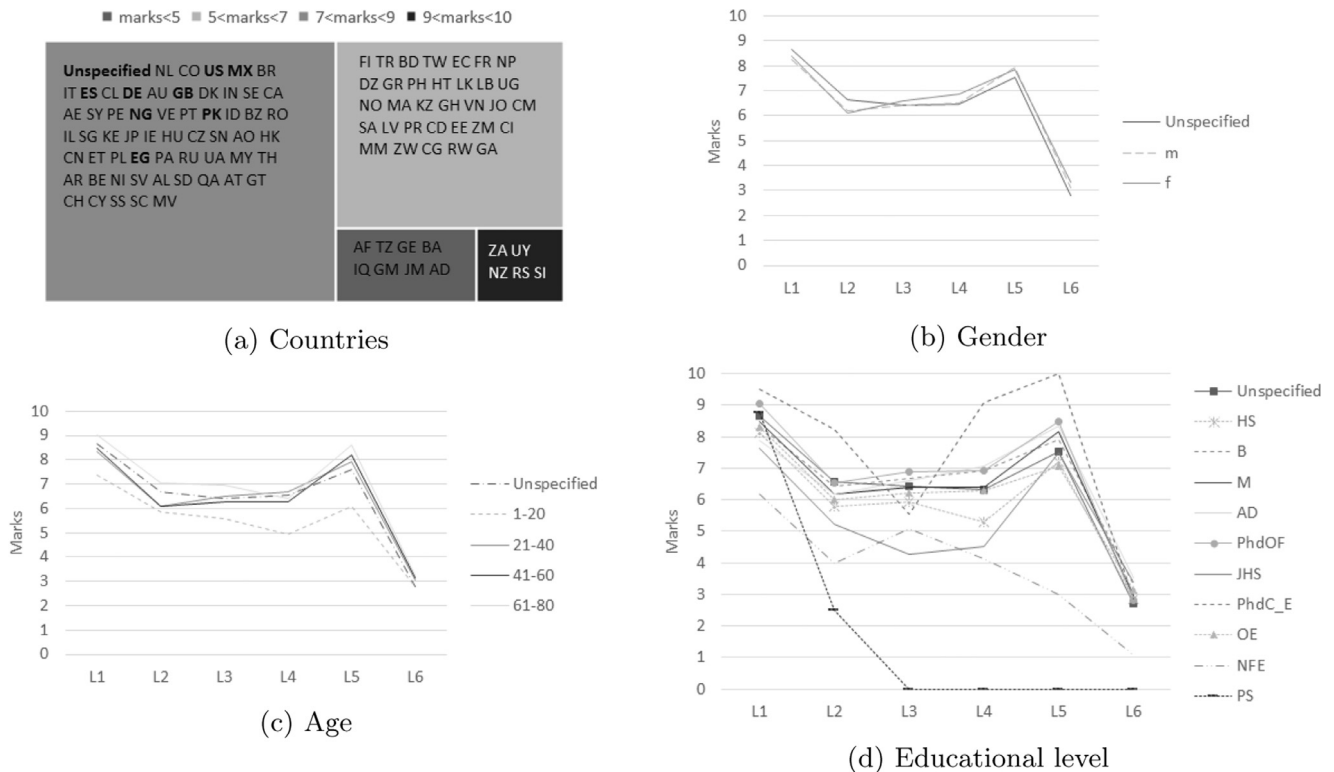 marks<5 5<marks<7 7<marks<9 9<marks<10
Unspecified NL CO US MX BR
IT ES CL DE AU GB DK IN SE CA
AE SY PE NG VE PT PK ID BZ RO
IL SG KE JP IE HU CZ SN AO HK
CN ET PL EG PA RU UA MY TH
AR BE NI SV AL SD QA AT GT
CH CY SS SC MV
FI TR BD TW EC FR NP
DZ GR PH HT LK LB UG
NO MA KZ GH VN JO CM
SA LV PR CD EE ZM CI
MM ZW CG RW GA
AF TZ GE BA
IQ GM JM AD
ZA UY
NZ RS SI
(a) Countries
10
9
8
7
6
5
4
3
2
1
0
Marks
L1 L2 L3 L4 L5 L6
Unspecified
m
f
(b) Gender
10
9
8
7
6
5
4
3
2
1
0
Marks
L1 L2 L3 L4 L5 L6
Unspecified
1-20
21-40
41-60
61-80
(c) Age
10
9
8
7
6
5
4
3
2
1
0
Marks
L1 L2 L3 L4 L5 L6
Unspecified
HS
B
M
AD
PhdOF
JHS
PhdC_E
OE
NFE
PS
(d) Educational level